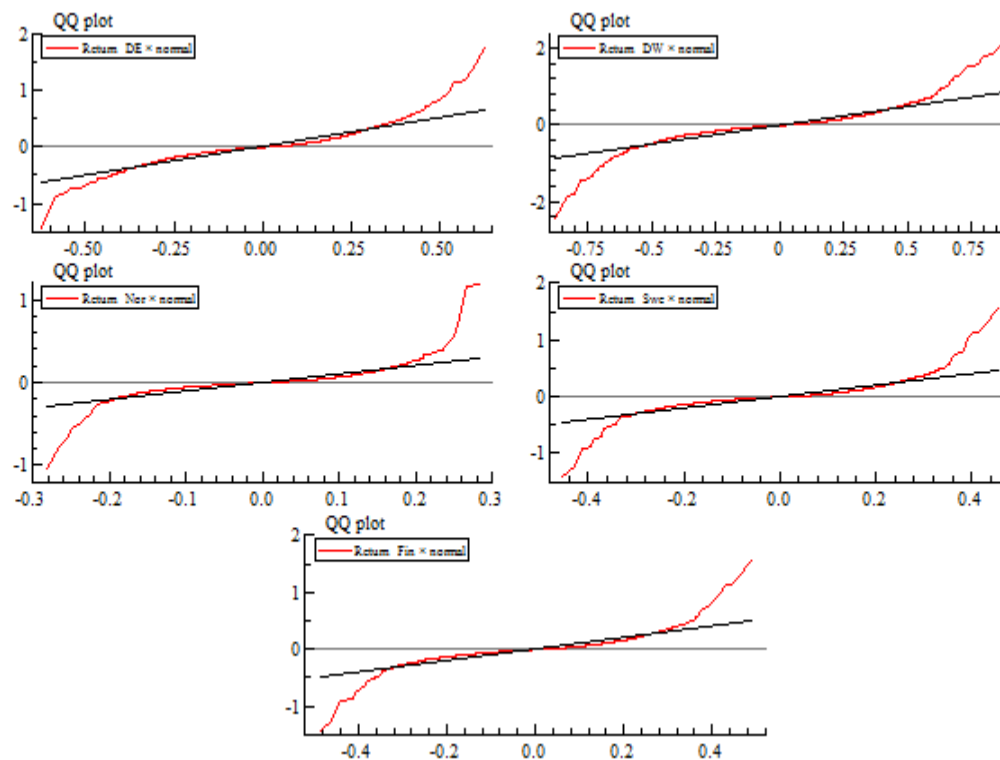 QQ plot
QQ plot
Return DE × normal
Return DW × normal
2
1
0
-1
2
0
-2
-0.50 -0.25 0.00 0.25 0.50
-0.75 -0.5 -0.25 0 0.25 0.5 0.75
QQ plot
QQ plot
Return Nor × normal
Return Swe × normal
1
0
-1
2
1
0
-1
-0.3 -0.2 -0.1 0.0 0.1 0.2 0.3
-0.4 -0.2 0.0 0.2 0.4
QQ plot
Return Fin × normal
2
1
0
-1
-0.4 -0.2 0.0 0.2 0.4